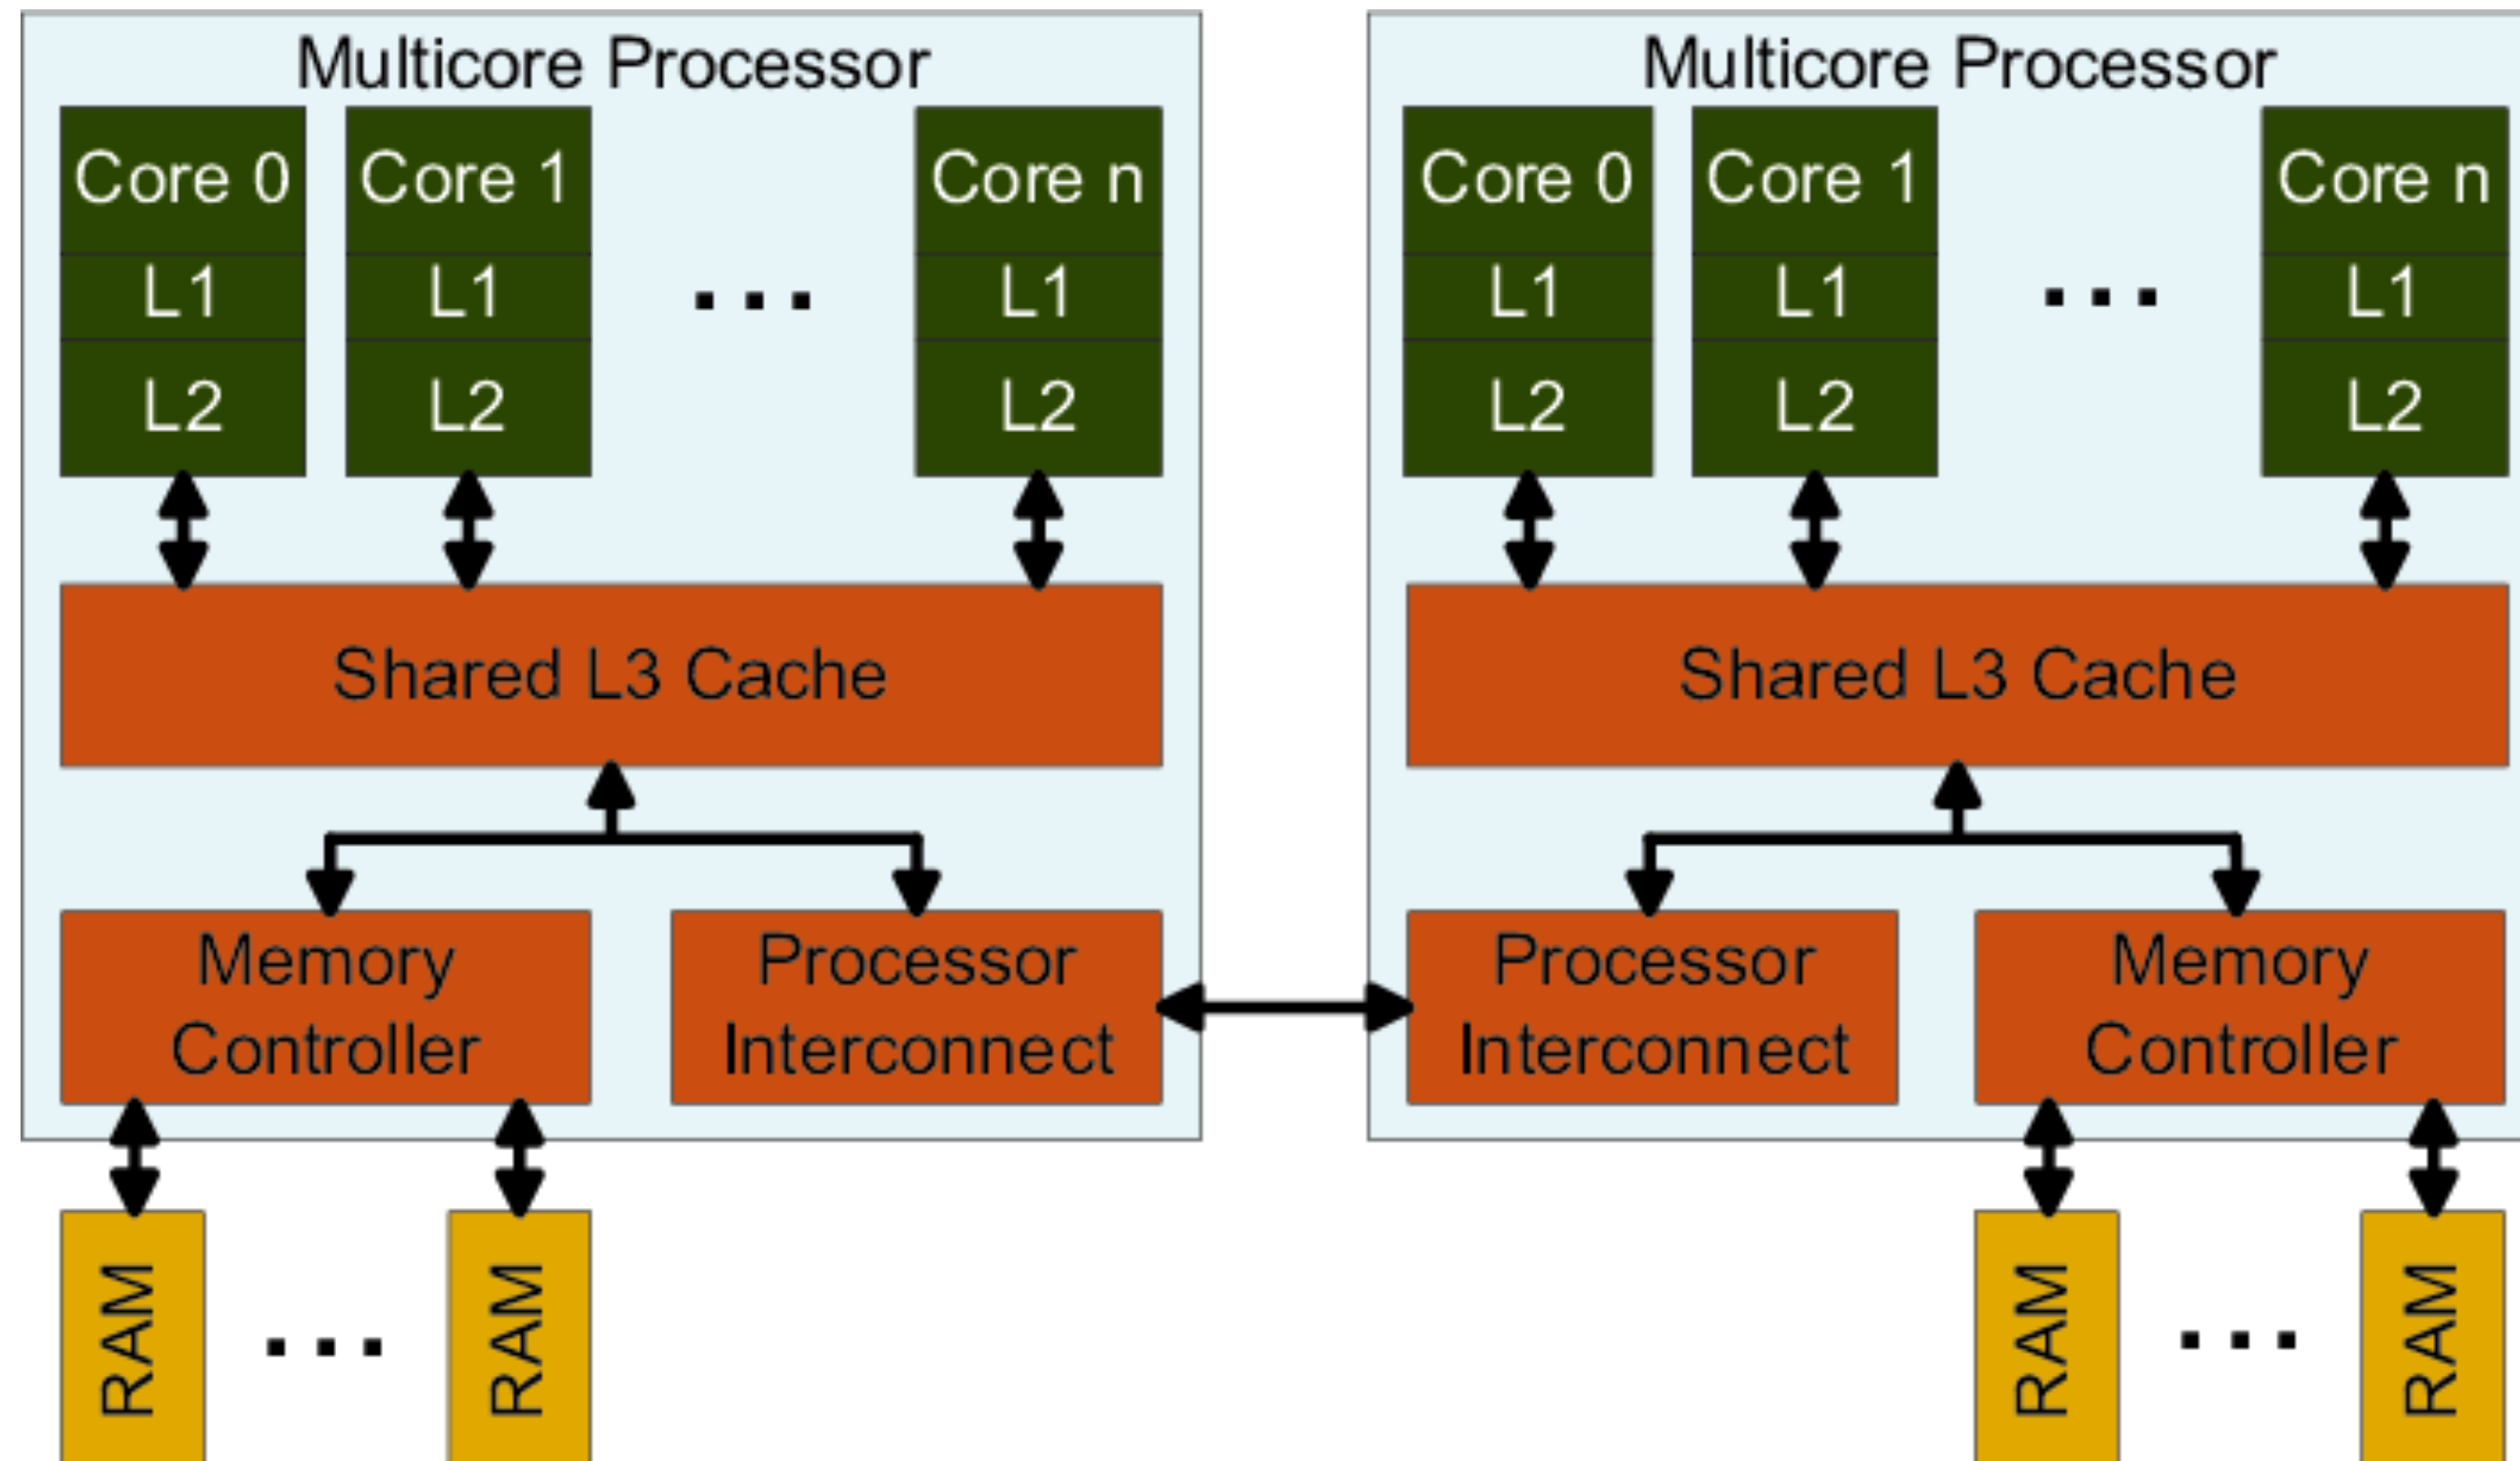 Multicore Processor
Core 0
L1
L2
Core 1
L1
L2
...
Core n
L1
L2
Shared L3 Cache
Memory
Controller
Processor
Interconnect
RAM
...
RAM
Multicore Processor
Core 0
L1
L2
Core 1
L1
L2
...
Core n
L1
L2
Shared L3 Cache
Processor
Interconnect
Memory
Controller
RAM
...
RAM